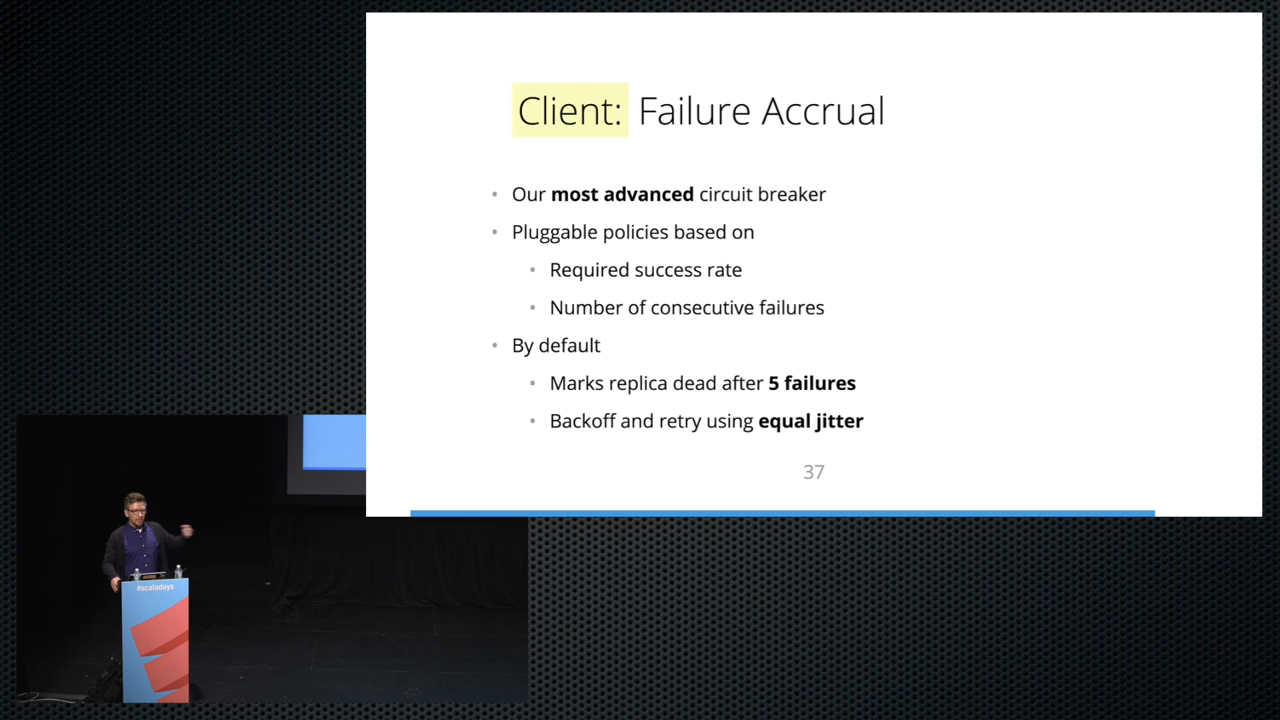 Client: Failure Accrual
• Our most advanced circuit breaker
• Pluggable policies based on
• Required success rate
• Number of consecutive failures
• By default
• Marks replica dead after 5 failures
• Backoff and retry using equal jitter
37
#scaladays